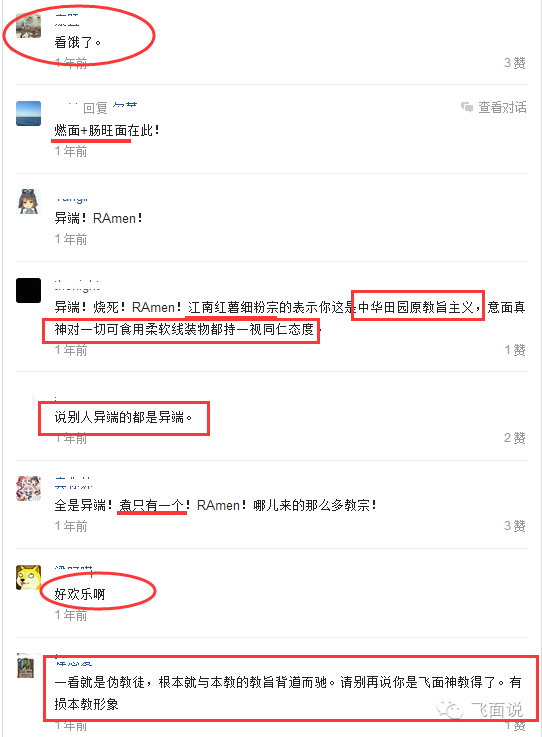 看饿了。
1年前
3 赞
回复
查看对话
燃面+肠旺面在此！
1年前
异端！RAmen！
1年前
异端！烧死！RAmen！江南红薯细粉宗的表示你这是中华田园原教旨主义，意面真
神对一切可食用柔软线装物都持一视同仁态度。
1年前
1 赞
说别人异端的都是异端。
1年前
2 赞
全是异端！煮只有一个！RAmen！哪儿来的那么多教宗！
1年前
3 赞
好欢乐啊
1年前
一看就是伪教徒，根本就与本教的教旨背道而驰。请别再说你是飞面神教得了。有
损本教形象
飞面说
1年前
1 赞